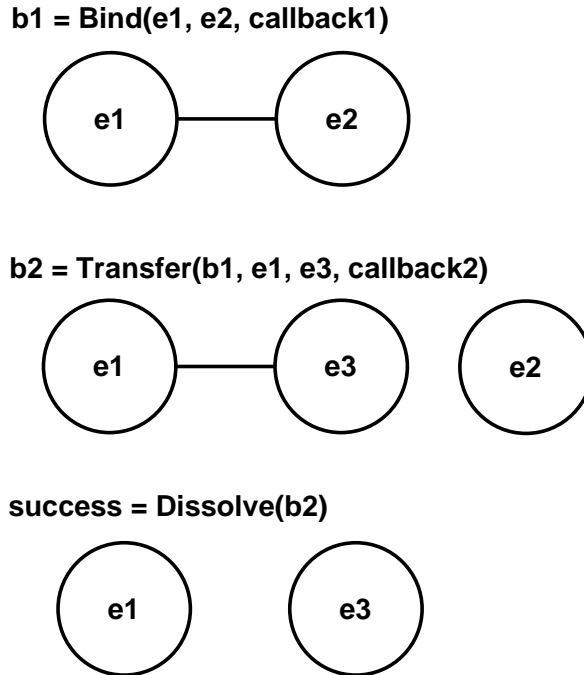 b1 = Bind(e1, e2, callback1)
e1 e2
b2 = Transfer(b1, e1, e3, callback2)
e1 e3 e2
success = Dissolve(b2)
e1 e3